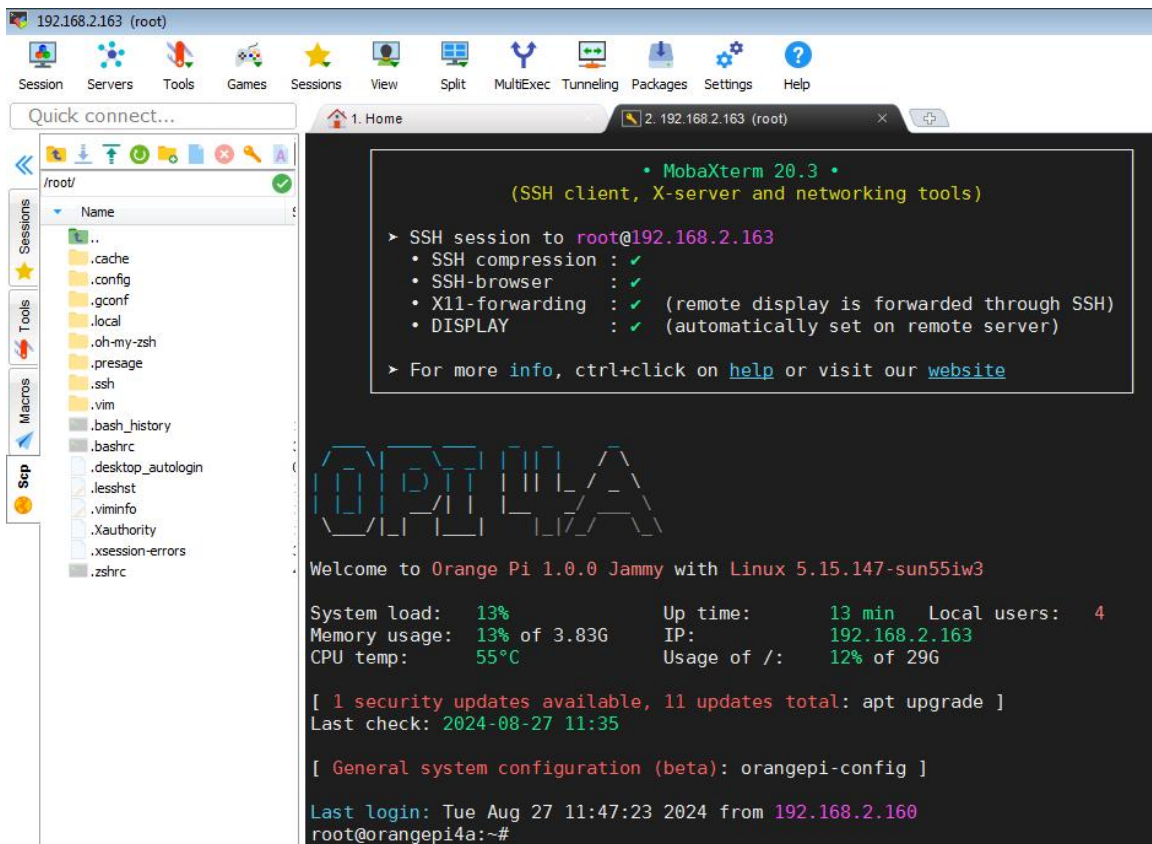 192.168.2.163 (root)
Session Servers Tools Games Sessions View Split MultiExec Tunneling Packages Settings Help
Quick connect...
1. Home
2. 192.168.2.163 (root)
/root/
Name
..
.cache
.config
.gconf
.local
.oh-my-zsh
.presage
.ssh
.vim
.bash_history
.bashrc
.desktop_autologin
.lesshst
.viminfo
.Xauthority
.xsession-errors
.zshrc
Sessions
Tools
Macros
Scp
• MobaXterm 20.3 •
(SSH client, X-server and networking tools)
➤ SSH session to root@192.168.2.163
• SSH compression : ✔
• SSH-browser : ✔
• X11-forwarding : ✔ (remote display is forwarded through SSH)
• DISPLAY : ✔ (automatically set on remote server)
➤ For more info, ctrl+click on help or visit our website
OPI 4A
Welcome to Orange Pi 1.0.0 Jammy with Linux 5.15.147-sun55iw3
System load: 13% Up time: 13 min Local users: 4
Memory usage: 13% of 3.83G IP: 192.168.2.163
CPU temp: 55°C Usage of /: 12% of 29G
[ 1 security updates available, 11 updates total: apt upgrade ]
Last check: 2024-08-27 11:35
[ General system configuration (beta): orangepi-config ]
Last login: Tue Aug 27 11:47:23 2024 from 192.168.2.160
root@orangepi4a:~#